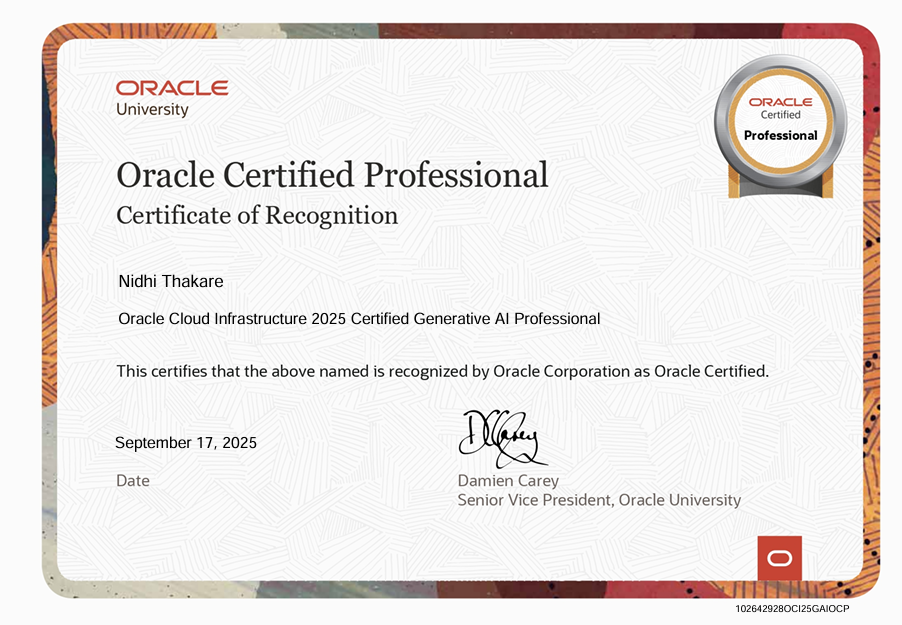 ORACLE
University
ORACLE
Certified
Professional
Oracle Certified Professional
Certificate of Recognition
Nidhi Thakare
Oracle Cloud Infrastructure 2025 Certified Generative AI Professional
This certifies that the above named is recognized by Oracle Corporation as Oracle Certified.
DCarey
September 17, 2025
Date
Damien Carey
Senior Vice President, Oracle University
102642928OCI25GAIOCP